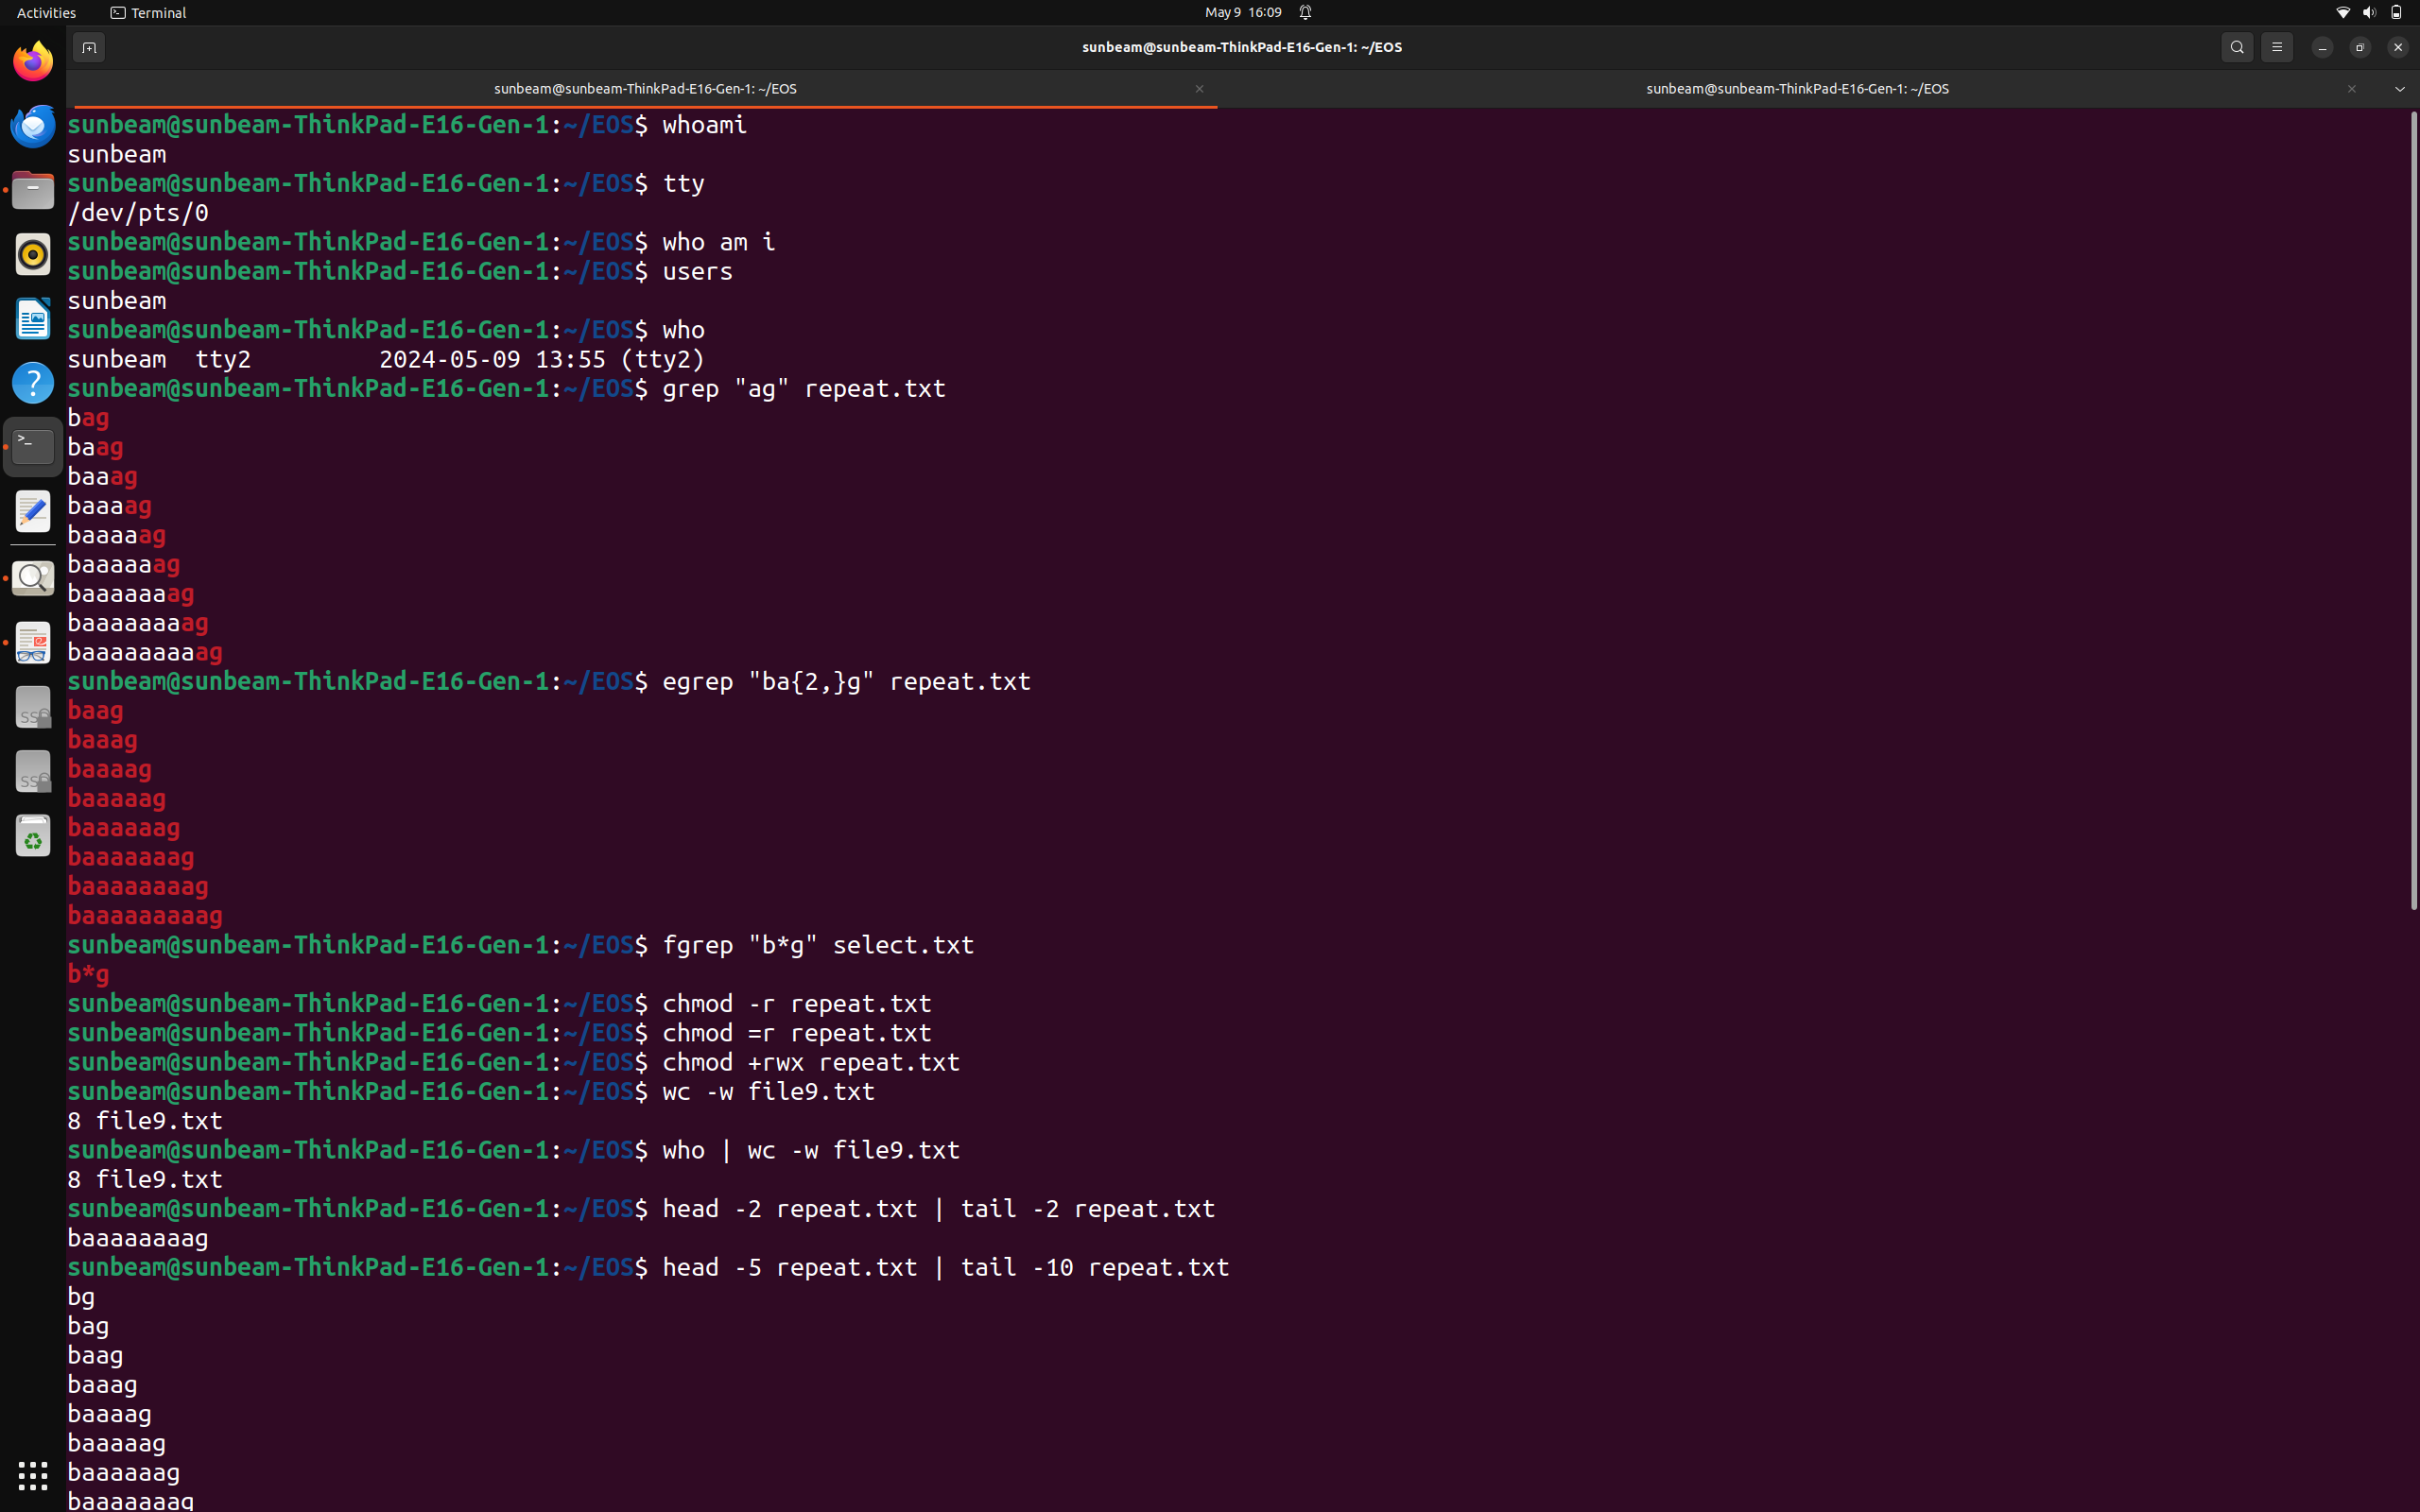 Activities Terminal May 9 16:09
sunbeam@sunbeam-ThinkPad-E16-Gen-1: ~/EOS
sunbeam@sunbeam-ThinkPad-E16-Gen-1: ~/EOS sunbeam@sunbeam-ThinkPad-E16-Gen-1: ~/EOS
sunbeam@sunbeam-ThinkPad-E16-Gen-1:~/EOS$ whoami
sunbeam
sunbeam@sunbeam-ThinkPad-E16-Gen-1:~/EOS$ tty
/dev/pts/0
sunbeam@sunbeam-ThinkPad-E16-Gen-1:~/EOS$ who am i
sunbeam@sunbeam-ThinkPad-E16-Gen-1:~/EOS$ users
sunbeam
sunbeam@sunbeam-ThinkPad-E16-Gen-1:~/EOS$ who
sunbeam  tty2         2024-05-09 13:55 (tty2)
sunbeam@sunbeam-ThinkPad-E16-Gen-1:~/EOS$ grep "ag" repeat.txt
bag
baag
baaag
baaaag
baaaaag
baaaaaag
baaaaaaag
baaaaaaaag
baaaaaaaaag
sunbeam@sunbeam-ThinkPad-E16-Gen-1:~/EOS$ egrep "ba{2,}g" repeat.txt
baag
baaag
baaaag
baaaaag
baaaaaag
baaaaaaag
baaaaaaaag
baaaaaaaaag
sunbeam@sunbeam-ThinkPad-E16-Gen-1:~/EOS$ fgrep "b*g" select.txt
b*g
sunbeam@sunbeam-ThinkPad-E16-Gen-1:~/EOS$ chmod -r repeat.txt
sunbeam@sunbeam-ThinkPad-E16-Gen-1:~/EOS$ chmod =r repeat.txt
sunbeam@sunbeam-ThinkPad-E16-Gen-1:~/EOS$ chmod +rwx repeat.txt
sunbeam@sunbeam-ThinkPad-E16-Gen-1:~/EOS$ wc -w file9.txt
8 file9.txt
sunbeam@sunbeam-ThinkPad-E16-Gen-1:~/EOS$ who | wc -w file9.txt
8 file9.txt
sunbeam@sunbeam-ThinkPad-E16-Gen-1:~/EOS$ head -2 repeat.txt | tail -2 repeat.txt
baaaaaaaag
sunbeam@sunbeam-ThinkPad-E16-Gen-1:~/EOS$ head -5 repeat.txt | tail -10 repeat.txt
bg
bag
baag
baaag
baaaag
baaaaag
baaaaaag
baaaaaaag